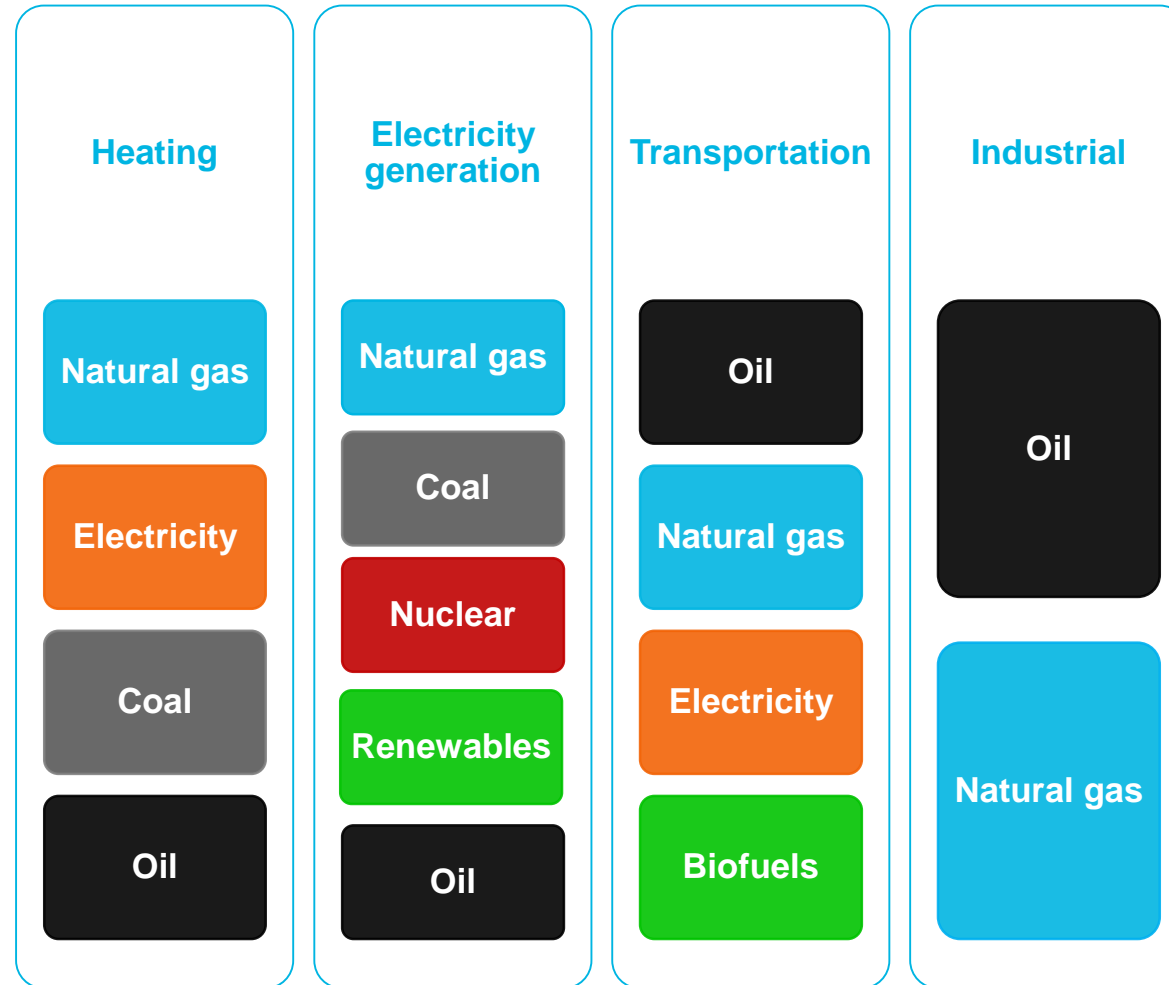 Heating
Natural gas
Electricity
Coal
Oil
Electricity
generation
Natural gas
Coal
Nuclear
Renewables
Oil
Transportation
Oil
Natural gas
Electricity
Biofuels
Industrial
Oil
Natural gas